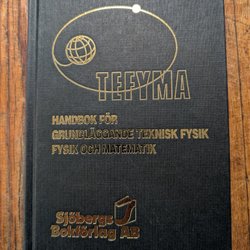 TEFYMA
HANDBOK FÖR
GRUNDLÄGGANDE TEKNISK FYSIK
FYSIK OCH MATEMATIK
Sjöbergs
Bokförlag AB